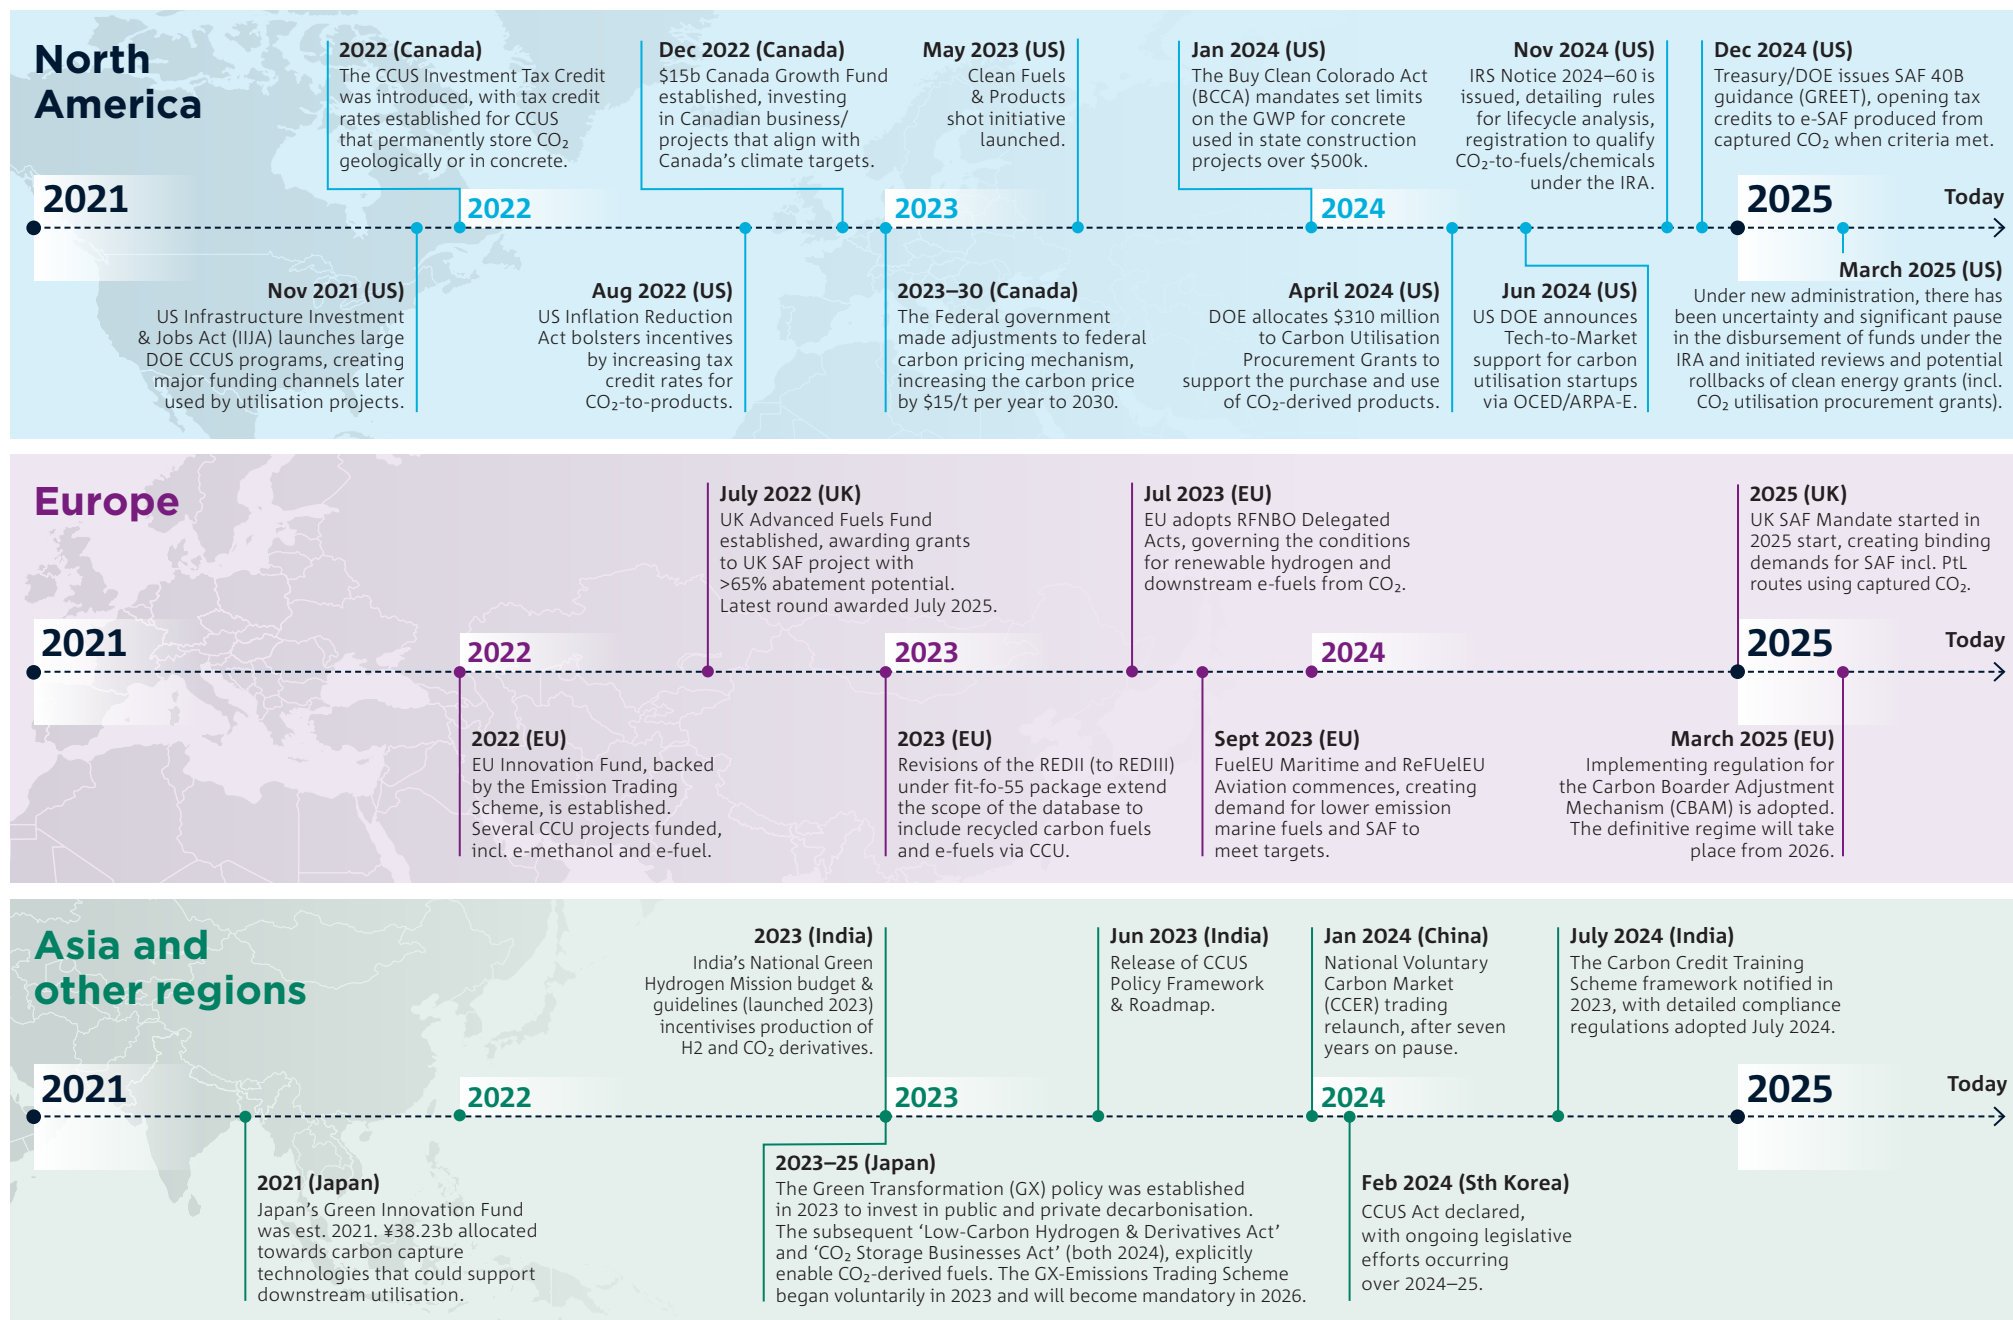 North
America
2022 (Canada)
The CCUS Investment Tax Credit
was introduced, with tax credit
rates established for CCUS
that permanently store CO₂
geologically or in concrete.
Dec 2022 (Canada)
$15b Canada Growth Fund
established, investing
in Canadian business/
projects that align with
Canada's climate targets.
May 2023 (US)
Clean Fuels
& Products
shot initiative
launched.
Jan 2024 (US)
The Buy Clean Colorado Act
(BCCA) mandates set limits
on the GWP for concrete
used in state construction
projects over $500k.
Nov 2024 (US)
IRS Notice 2024–60 is
issued, detailing rules
for lifecycle analysis,
registration to qualify
CO₂-to-fuels/chemicals
under the IRA.
Dec 2024 (US)
Treasury/DOE issues SAF 40B
guidance (GREET), opening tax
credits to e-SAF produced from
captured CO₂ when criteria met.
2021
2022
2023
2024
2025
Today
Nov 2021 (US)
US Infrastructure Investment
& Jobs Act (IIJA) launches large
DOE CCUS programs, creating
major funding channels later
used by utilisation projects.
Aug 2022 (US)
US Inflation Reduction
Act bolsters incentives
by increasing tax
credit rates for
CO₂-to-products.
2023–30 (Canada)
The Federal government
made adjustments to federal
carbon pricing mechanism,
increasing the carbon price
by $15/t per year to 2030.
April 2024 (US)
DOE allocates $310 million
to Carbon Utilisation
Procurement Grants to
support the purchase and use
of CO₂-derived products.
Jun 2024 (US)
US DOE announces
Tech-to-Market
support for carbon
utilisation startups
via OCED/ARPA-E.
March 2025 (US)
Under new administration, there has
been uncertainty and significant pause
in the disbursement of funds under the
IRA and initiated reviews and potential
rollbacks of clean energy grants (incl.
CO₂ utilisation procurement grants).
Europe
July 2022 (UK)
UK Advanced Fuels Fund
established, awarding grants
to UK SAF project with
>65% abatement potential.
Latest round awarded July 2025.
Jul 2023 (EU)
EU adopts RFNBO Delegated
Acts, governing the conditions
for renewable hydrogen and
downstream e-fuels from CO₂.
2025 (UK)
UK SAF Mandate started in
2025 start, creating binding
demands for SAF incl. PtL
routes using captured CO₂.
2021
2022
2023
2024
2025
Today
2022 (EU)
EU Innovation Fund, backed
by the Emission Trading
Scheme, is established.
Several CCU projects funded,
incl. e-methanol and e-fuel.
2023 (EU)
Revisions of the REDII (to REDIII)
under fit-fo-55 package extend
the scope of the database to
include recycled carbon fuels
and e-fuels via CCU.
Sept 2023 (EU)
FuelEU Maritime and ReFUelEU
Aviation commences, creating
demand for lower emission
marine fuels and SAF to
meet targets.
March 2025 (EU)
Implementing regulation for
the Carbon Boarder Adjustment
Mechanism (CBAM) is adopted.
The definitive regime will take
place from 2026.
Asia and
other regions
2023 (India)
India's National Green
Hydrogen Mission budget &
guidelines (launched 2023)
incentivises production of
H2 and CO₂ derivatives.
Jun 2023 (India)
Release of CCUS
Policy Framework
& Roadmap.
Jan 2024 (China)
National Voluntary
Carbon Market
(CCER) trading
relaunch, after seven
years on pause.
July 2024 (India)
The Carbon Credit Training
Scheme framework notified in
2023, with detailed compliance
regulations adopted July 2024.
2021
2022
2023
2024
2025
Today
2021 (Japan)
Japan's Green Innovation Fund
was est. 2021. ¥38.23b allocated
towards carbon capture
technologies that could support
downstream utilisation.
2023–25 (Japan)
The Green Transformation (GX) policy was established
in 2023 to invest in public and private decarbonisation.
The subsequent 'Low-Carbon Hydrogen & Derivatives Act'
and 'CO₂ Storage Businesses Act' (both 2024), explicitly
enable CO₂-derived fuels. The GX-Emissions Trading Scheme
began voluntarily in 2023 and will become mandatory in 2026.
Feb 2024 (Sth Korea)
CCUS Act declared,
with ongoing legislative
efforts occurring
over 2024–25.